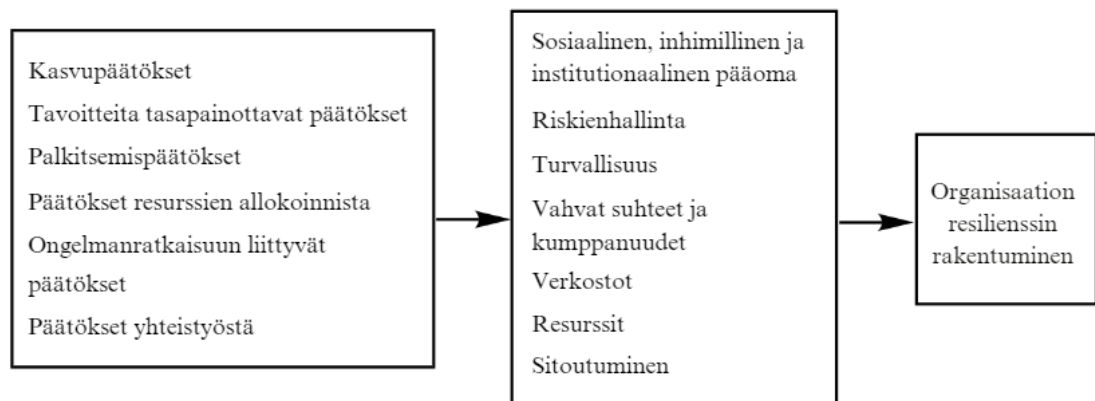 Kasvupäätökset
Tavoitteita tasapainottavat päätökset
Palkitsemispäätökset
Päätökset resurssien allokoinnista
Ongelmanratkaisuun liittyvät
päätökset
Päätökset yhteistyöstä
Sosiaalinen, inhimillinen ja
institutionaalinen pääoma
Riskienhallinta
Turvallisuus
Vahvat suhteet ja
kumppanuudet
Verkostot
Resurssit
Sitoutuminen
Organisaation
resilienssin
rakentuminen